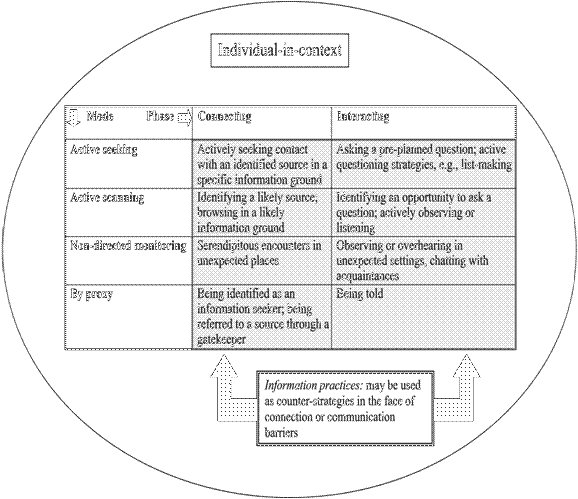 Individual-in-context
Mode Phase Connecting Interacting
Active seeking
Actively seeking contact
with an identified source in a
specific information ground
Asking a pre-planned question; active
questioning strategies, e.g., list-making
Active scanning
Identifying a likely source;
browsing in a likely
information ground
Identifying an opportunity to ask a
question; actively observing or
listening
Non-directed monitoring
Serendipitous encounters in
unexpected places
Observing or overhearing in
unexpected settings, chatting with
acquaintances
By proxy
Being identified as an
information seeker; being
referred to a source through a
gatekeeper
Being told
Information practices: may be used
as counter-strategies in the face of
connection or communication
barriers